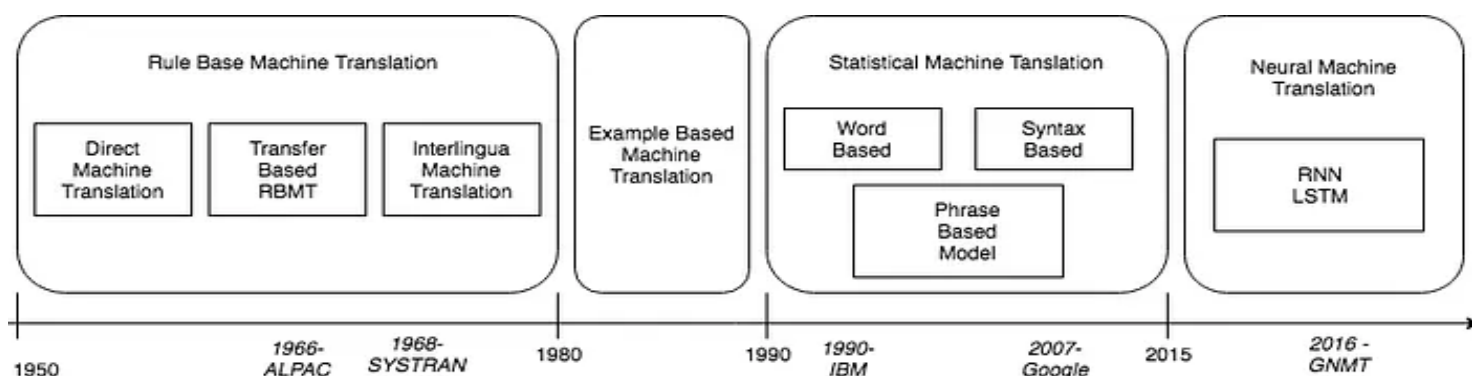 Rule Base Machine Translation
Direct
Machine
Translation
Transfer
Based
RBMT
Interlingua
Machine
Translation
Example Based
Machine
Translation
Statistical Machine Tanslation
Word
Based
Syntax
Based
Phrase
Based
Model
Neural Machine
Translation
RNN
LSTM
1950
1966-
ALPAC
1968-
SYSTRAN
1980
1990
1990-
IBM
2007-
Google
2015
2016 -
GNMT